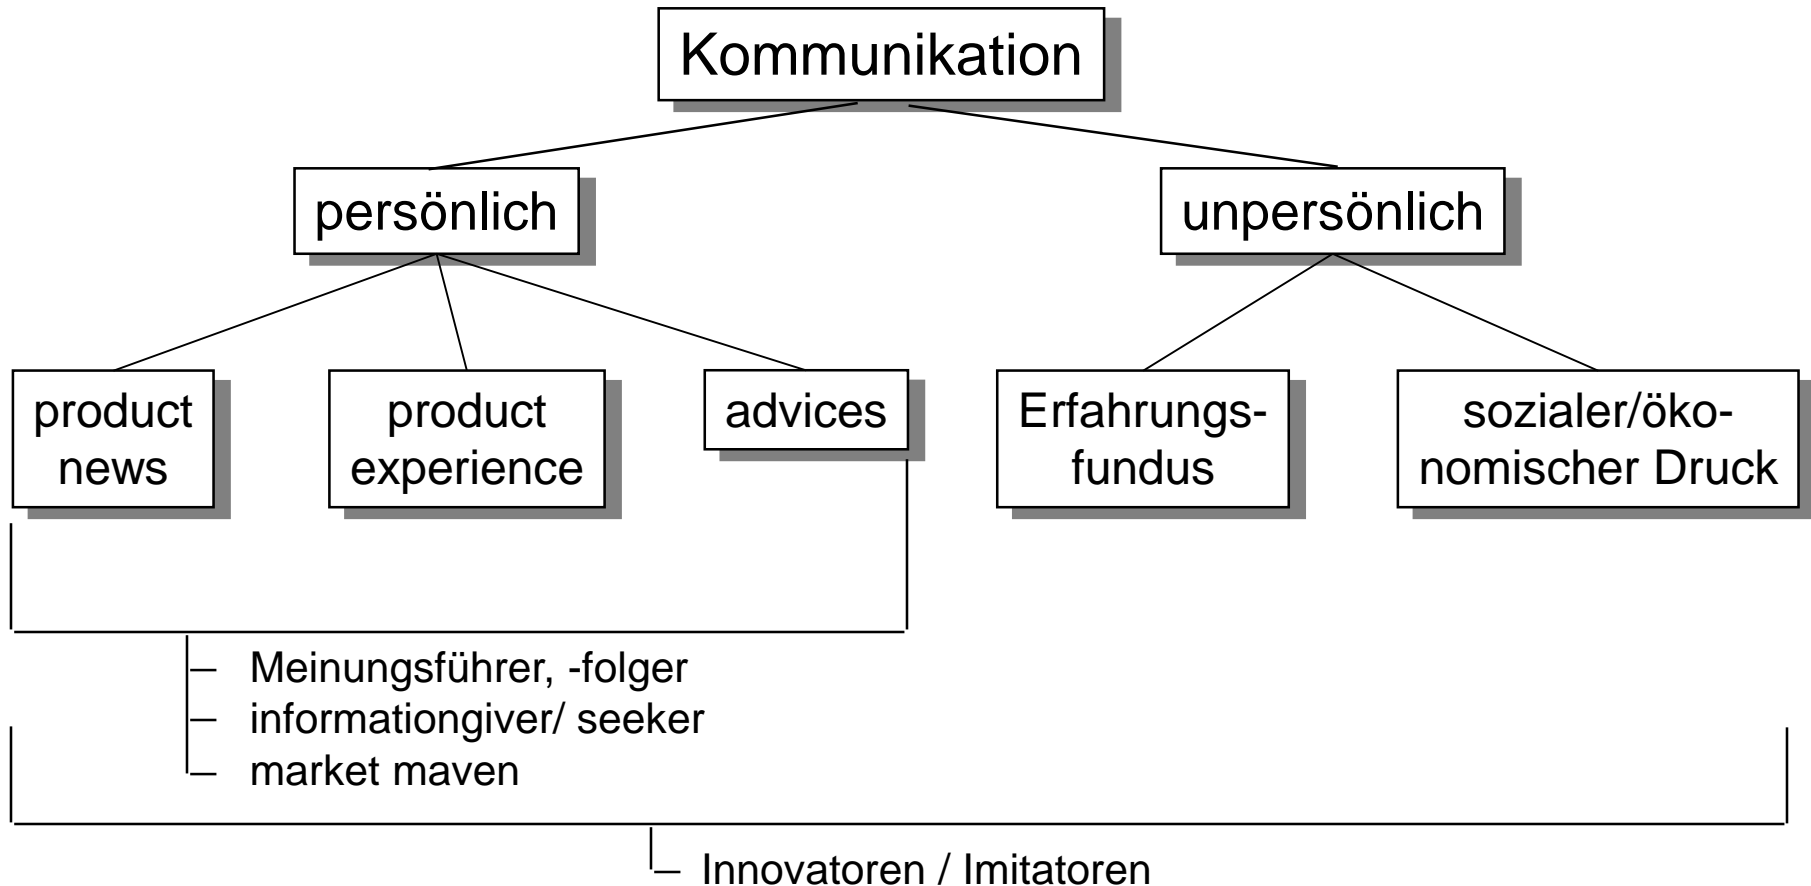 Kommunikation
persönlich
unpersönlich
product
news
product
experience
advices
Erfahrungs-
fundus
sozialer/öko-
nomischer Druck
– Meinungsführer, -folger
– informationgiver/ seeker
– market maven
– Innovatoren / Imitatoren